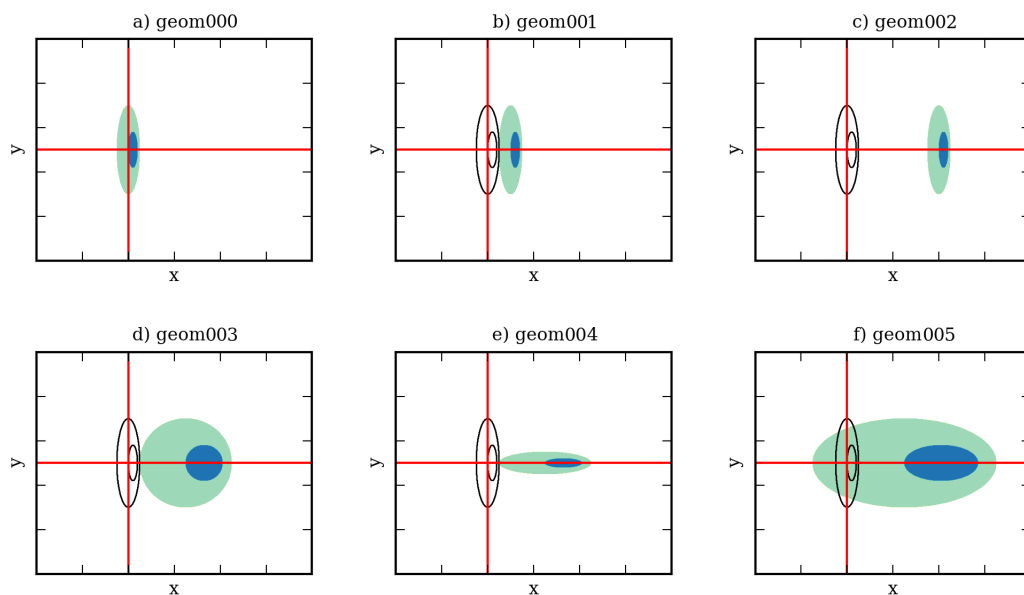 a) geom000
b) geom001
c) geom002
y
y
y
x
x
x
d) geom003
e) geom004
f) geom005
y
y
y
x
x
x